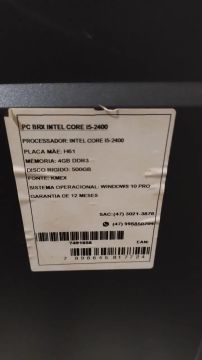 PC BRX INTEL CORE I5-2400
PROCESSADOR: INTEL CORE I5-2400
PLACA MÃE: H61
MEMÓRIA: 4GB DDR3
DISCO RIGIDO: 500GB
FONTE: KMEX
SISTEMA OPERACIONAL: WINDOWS 10 PRO
GARANTIA DE 12 MESES
SAC: (47) 3021-3878
(47)
EAN: